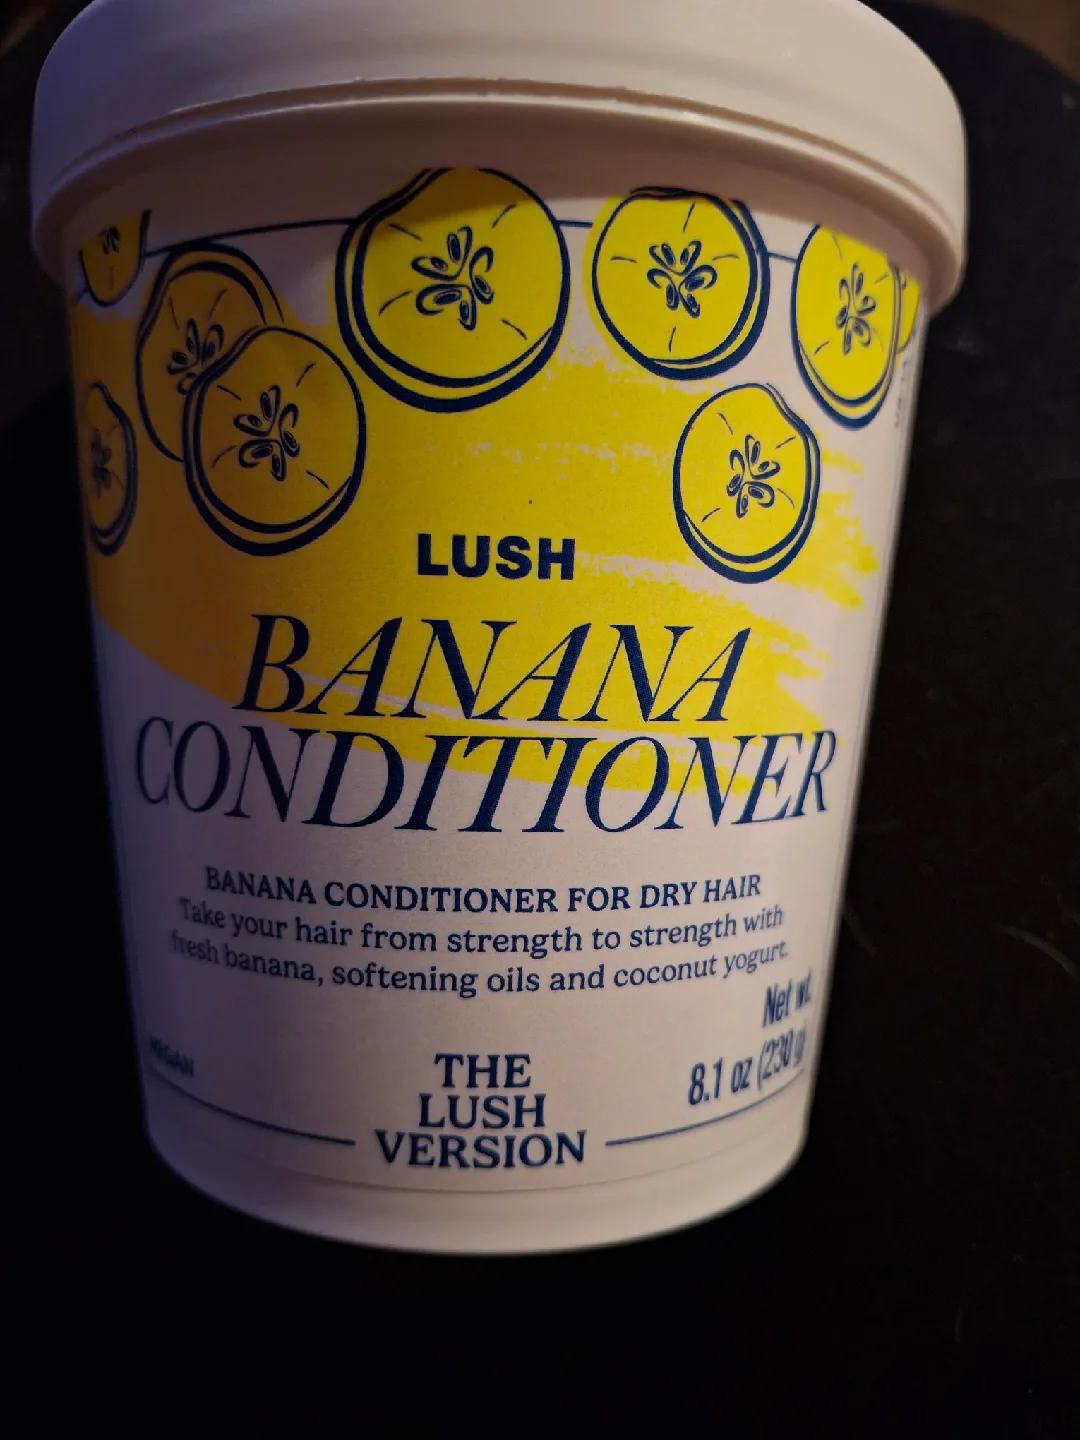 LUSH
BANANA
CONDITIONER
BANANA CONDITIONER FOR DRY HAIR
Take your hair from strength to strength with
fresh banana, softening oils and coconut yogurt.
Net wt.
8.1 oz (230 g)
VEGAN
THE
LUSH
VERSION